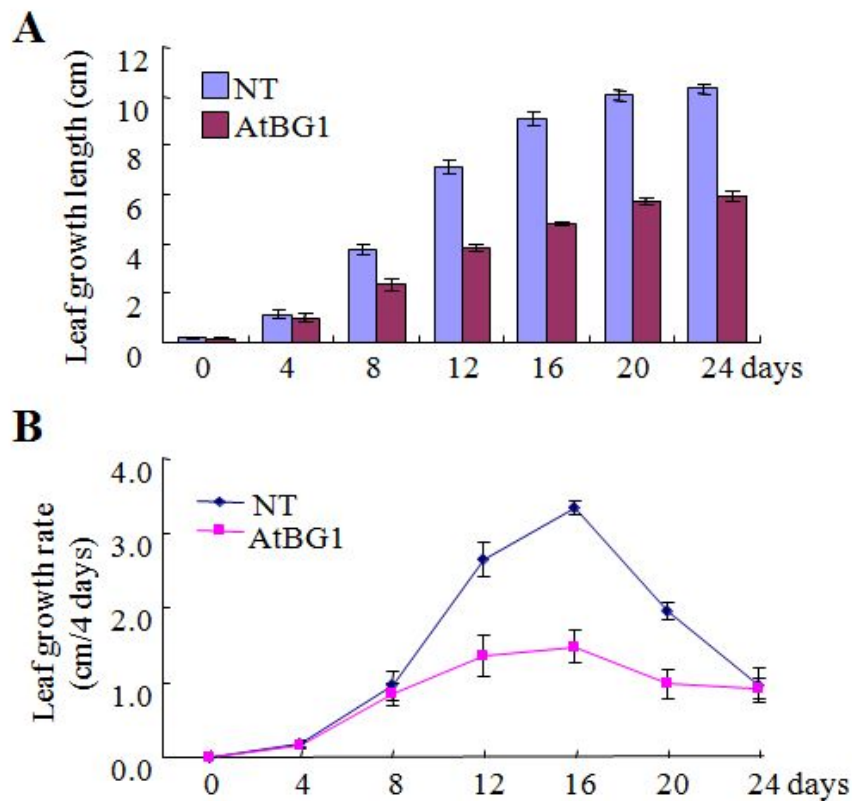 A
Leaf growth length (cm)
12
10
8
6
4
2
0
NT
AtBG1
0 4 8 12 16 20 24 days
B
Leaf growth rate
(cm/4 days)
4.0
3.0
2.0
1.0
0.0
NT
AtBG1
0 4 8 12 16 20 24 days